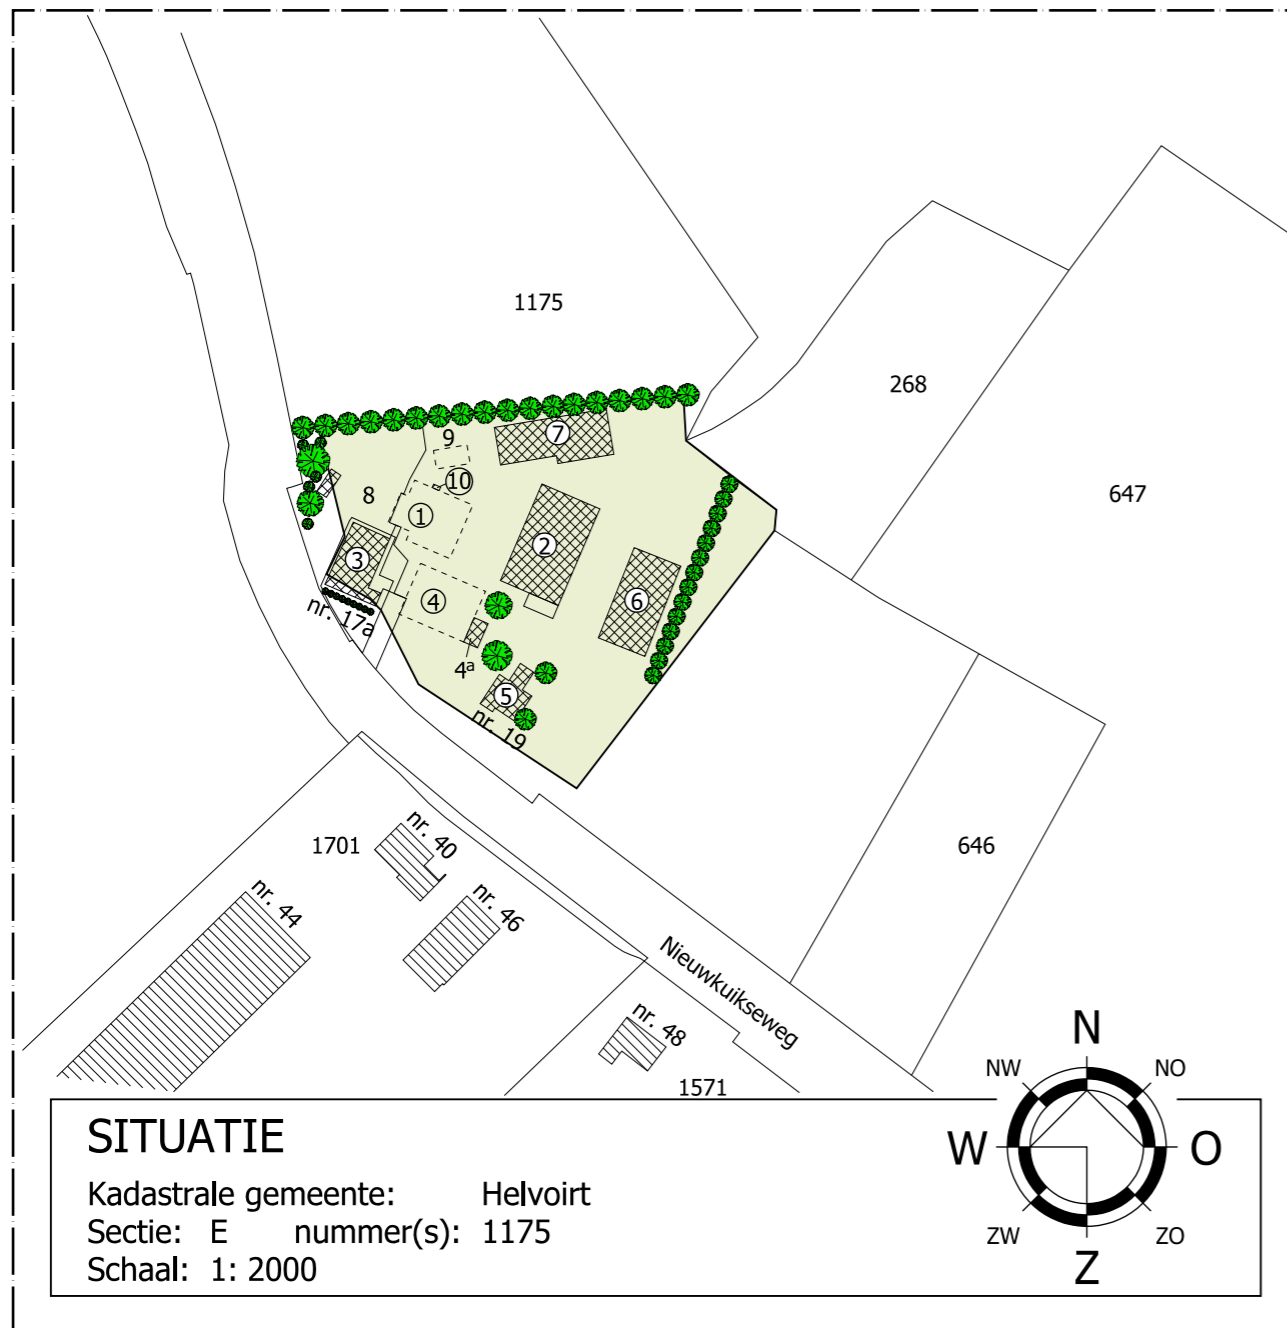 1175
268
647
9
7
10
8
1
2
3
4
6
nr. 17a
4a
5
nr. 19
646
1701
nr. 40
nr. 44
nr. 46
Nieuwkuikseweg
nr. 48
1571
N
NW NO
W O
ZW ZO
Z
SITUATIE
Kadastrale gemeente: Helvoirt
Sectie: E nummer(s): 1175
Schaal: 1: 2000